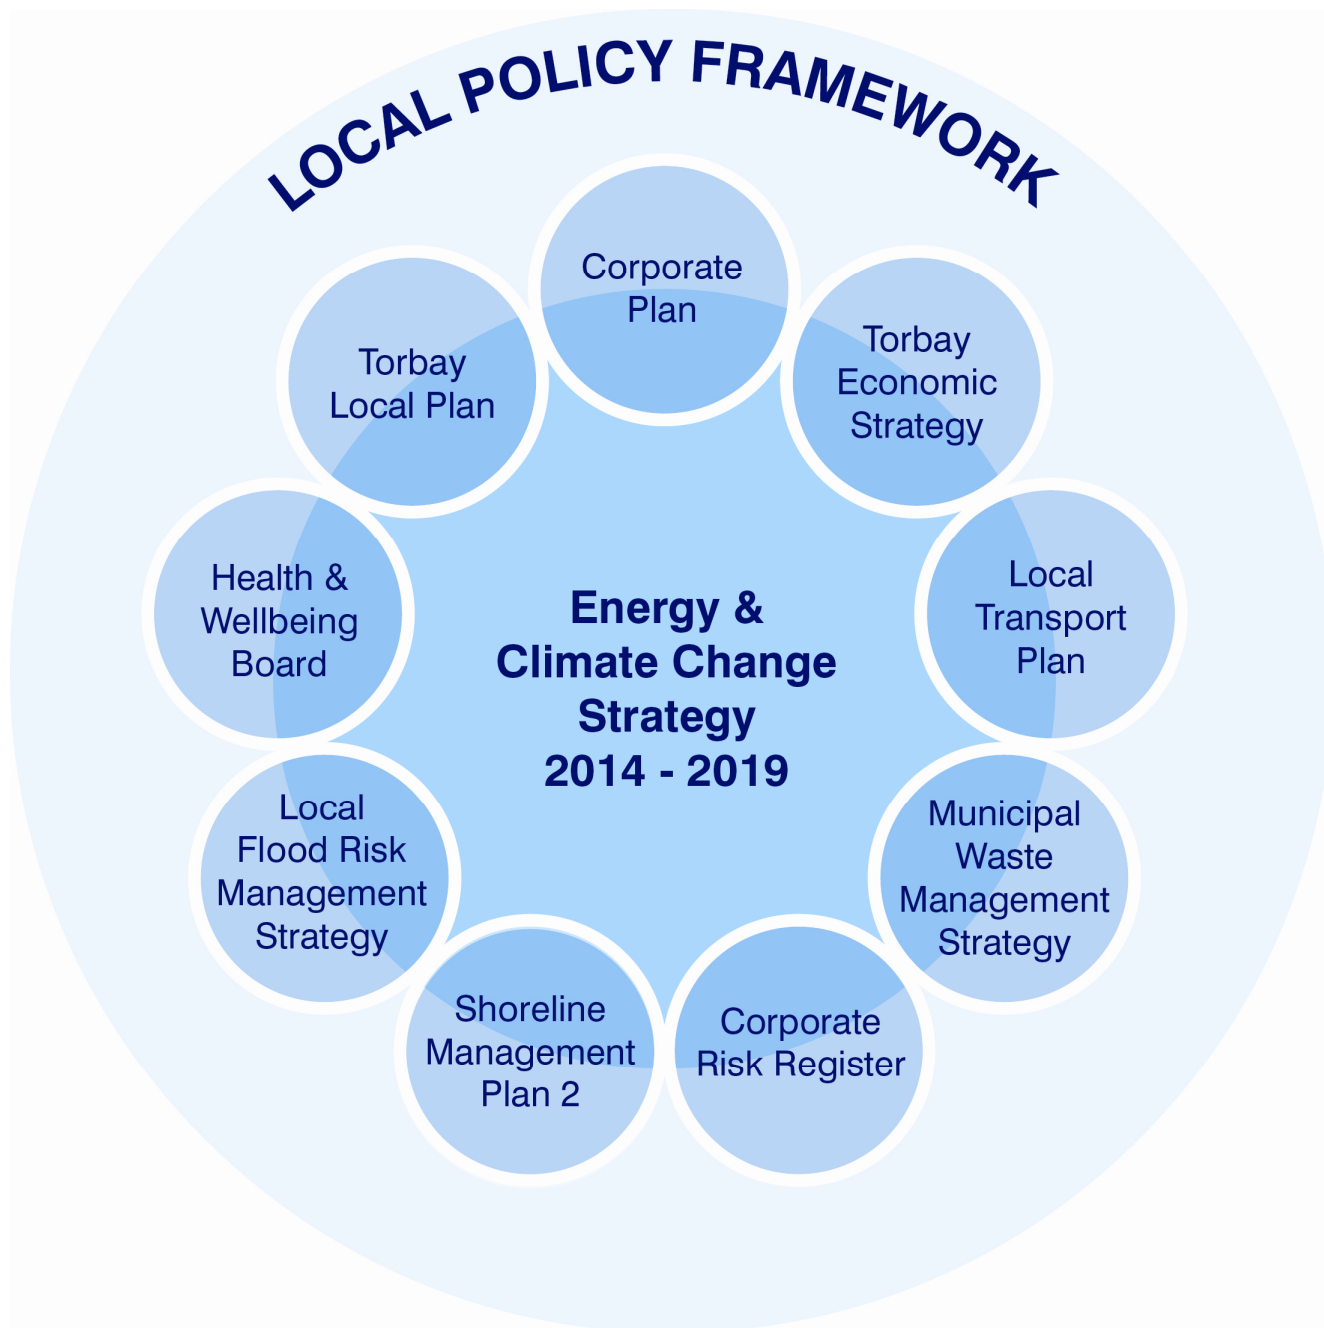 LOCAL POLICY FRAMEWORK
Corporate
Plan
Torbay
Economic
Strategy
Local
Transport
Plan
Municipal
Waste
Management
Strategy
Corporate
Risk Register
Shoreline
Management
Plan 2
Local
Flood Risk
Management
Strategy
Health &
Wellbeing
Board
Torbay
Local Plan
Energy &
Climate Change
Strategy
2014 - 2019